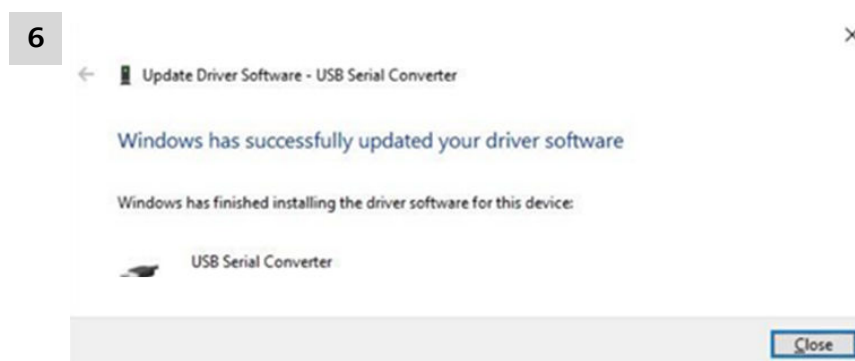 6
Update Driver Software - USB Serial Converter
Windows has successfully updated your driver software
Windows has finished installing the driver software for this device:
USB Serial Converter
Close